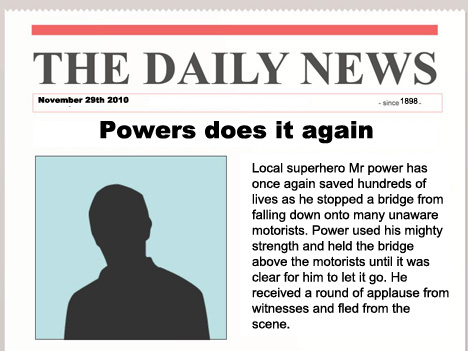 THE DAILY NEWS
November 29th 2010 - since 1898.
Powers does it again
Local superhero Mr power has
once again saved hundreds of
lives as he stopped a bridge from
falling down onto many unaware
motorists. Power used his mighty
strength and held the bridge
above the motorists until it was
clear for him to let it go. He
received a round of applause from
witnesses and fled from the
scene.